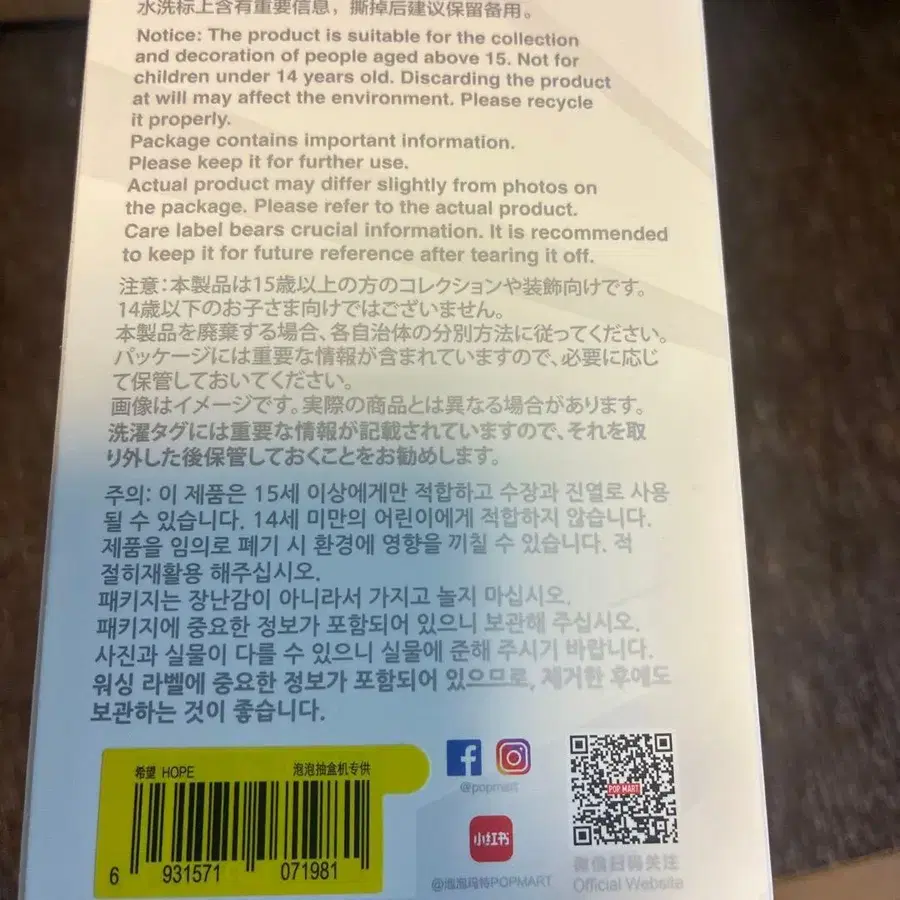 水洗标上含有重要信息，撕掉后建议保留备用。
Notice: The product is suitable for the collection
and decoration of people aged above 15. Not for
children under 14 years old. Discarding the product
at will may affect the environment. Please recycle
it properly.
Package contains important information.
Please keep it for further use.
Actual product may differ slightly from photos on
the package. Please refer to the actual product.
Care label bears crucial information. It is recommended
to keep it for future reference after tearing it off.
注意：本製品は15歳以上の方のコレクションや装飾向けです。
14歳以下のお子さま向けではございません。
本製品を廃棄する場合、各自治体の分別方法に従ってください。
パッケージには重要な情報が含まれていますので、必要に応じ
て保管しておいてください。
画像はイメージです。実際の商品とは異なる場合があります。
洗濯タグには重要な情報が記載されていますので、それを取
り外した後保管しておくことをお勧めします。
주의: 이 제품은 15세 이상에게만 적합하고 수장과 진열로 사용
될 수 있습니다. 14세 미만의 어린이에게 적합하지 않습니다.
제품을 임의로 폐기 시 환경에 영향을 끼칠 수 있습니다. 적
절히재활용 해주십시오.
패키지는 장난감이 아니라서 가지고 놀지 마십시오.
패키지에 중요한 정보가 포함되어 있으니 보관해 주십시오.
사진과 실물이 다를 수 있으니 실물에 준해 주시기 바랍니다.
워싱 라벨에 중요한 정보가 포함되어 있으므로, 제거한 후에도
보관하는 것이 좋습니다.
希望 HOPE 泡泡抽盒机专供
6 931571 071981
@popmart
小红书
@泡泡玛特POPMART
POP MART
微信扫码关注
Official Website